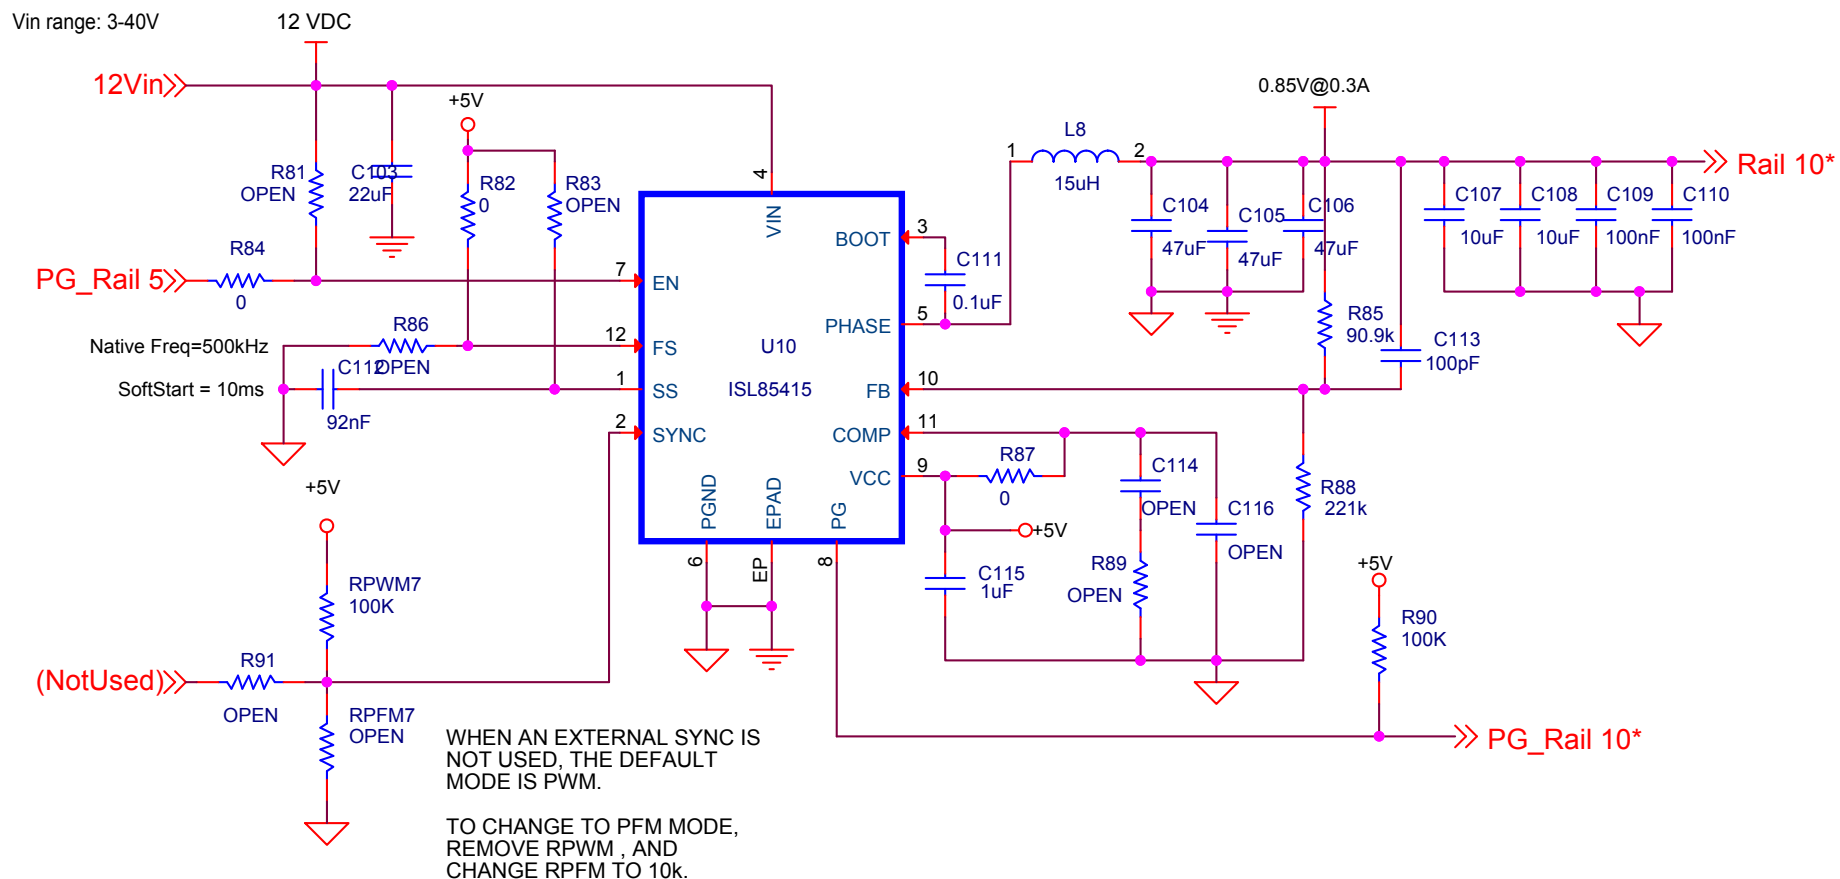 Vin range: 3-40V
12 VDC
12Vin
+5V
0.85V@0.3A
R81
OPEN
C103
22uF
R82
0
R83
OPEN
4
VIN
1
L8
2
15uH
Rail 10*
C104
47uF
C105
47uF
C106
47uF
C107
10uF
C108
10uF
C109
100nF
C110
100nF
BOOT
3
C111
0.1uF
R84
0
PG_Rail 5
7
EN
PHASE
5
R85
90.9k
C113
100pF
Native Freq=500kHz
R86
OPEN
12
FS
U10
ISL85415
SoftStart = 10ms
C112
92nF
1
SS
FB
10
2
SYNC
COMP
11
VCC
9
R87
0
C114
OPEN
C116
OPEN
R88
221k
+5V
PGND
EPAD
PG
6
EP
8
+5V
C115
1uF
R89
OPEN
+5V
R90
100K
RPWM7
100K
(NotUsed)
R91
OPEN
RPFM7
OPEN
PG_Rail 10*
WHEN AN EXTERNAL SYNC IS
NOT USED, THE DEFAULT
MODE IS PWM.
TO CHANGE TO PFM MODE,
REMOVE RPWM , AND
CHANGE RPFM TO 10k.